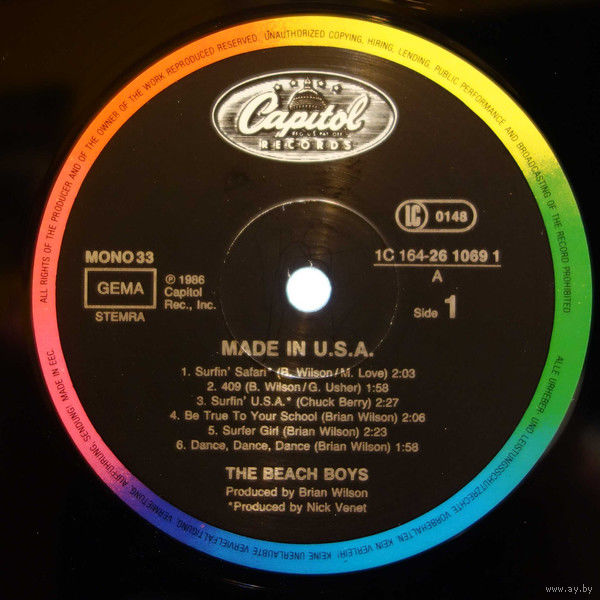 ALL RIGHTS OF THE PRODUCER AND OF THE OWNER OF THE WORK REPRODUCED RESERVED. UNAUTHORIZED COPYING, HIRING, LENDING, PUBLIC PERFORMANCE AND BROADCASTING OF THE RECORD PROHIBITED
Capitol
REG. U.S. PAT. OFF.
RECORDS
LC 0148
MONO 33
GEMA
STEMRA
℗ 1986
Capitol
Rec., Inc.
1C 164-26 1069 1
A
Side 1
MADE IN U.S.A.
1. Surfin' Safari* (B. Wilson/M. Love) 2:03
2. 409 (B. Wilson/G. Usher) 1:58
3. Surfin' U.S.A.* (Chuck Berry) 2:27
4. Be True To Your School (Brian Wilson) 2:06
5. Surfer Girl (Brian Wilson) 2:23
6. Dance, Dance, Dance (Brian Wilson) 1:58
THE BEACH BOYS
Produced by Brian Wilson
*Produced by Nick Venet
ALLE URHEBER- UND LEISTUNGSSCHUTZRECHTE VORBEHALTEN. KEIN VERLEIH! KEINE UNERLAUBTE VERVIELFÄLTIGUNG, VERMIETUNG, AUFFÜHRUNG, SENDUNG! MADE IN EEC.
www.ay.by